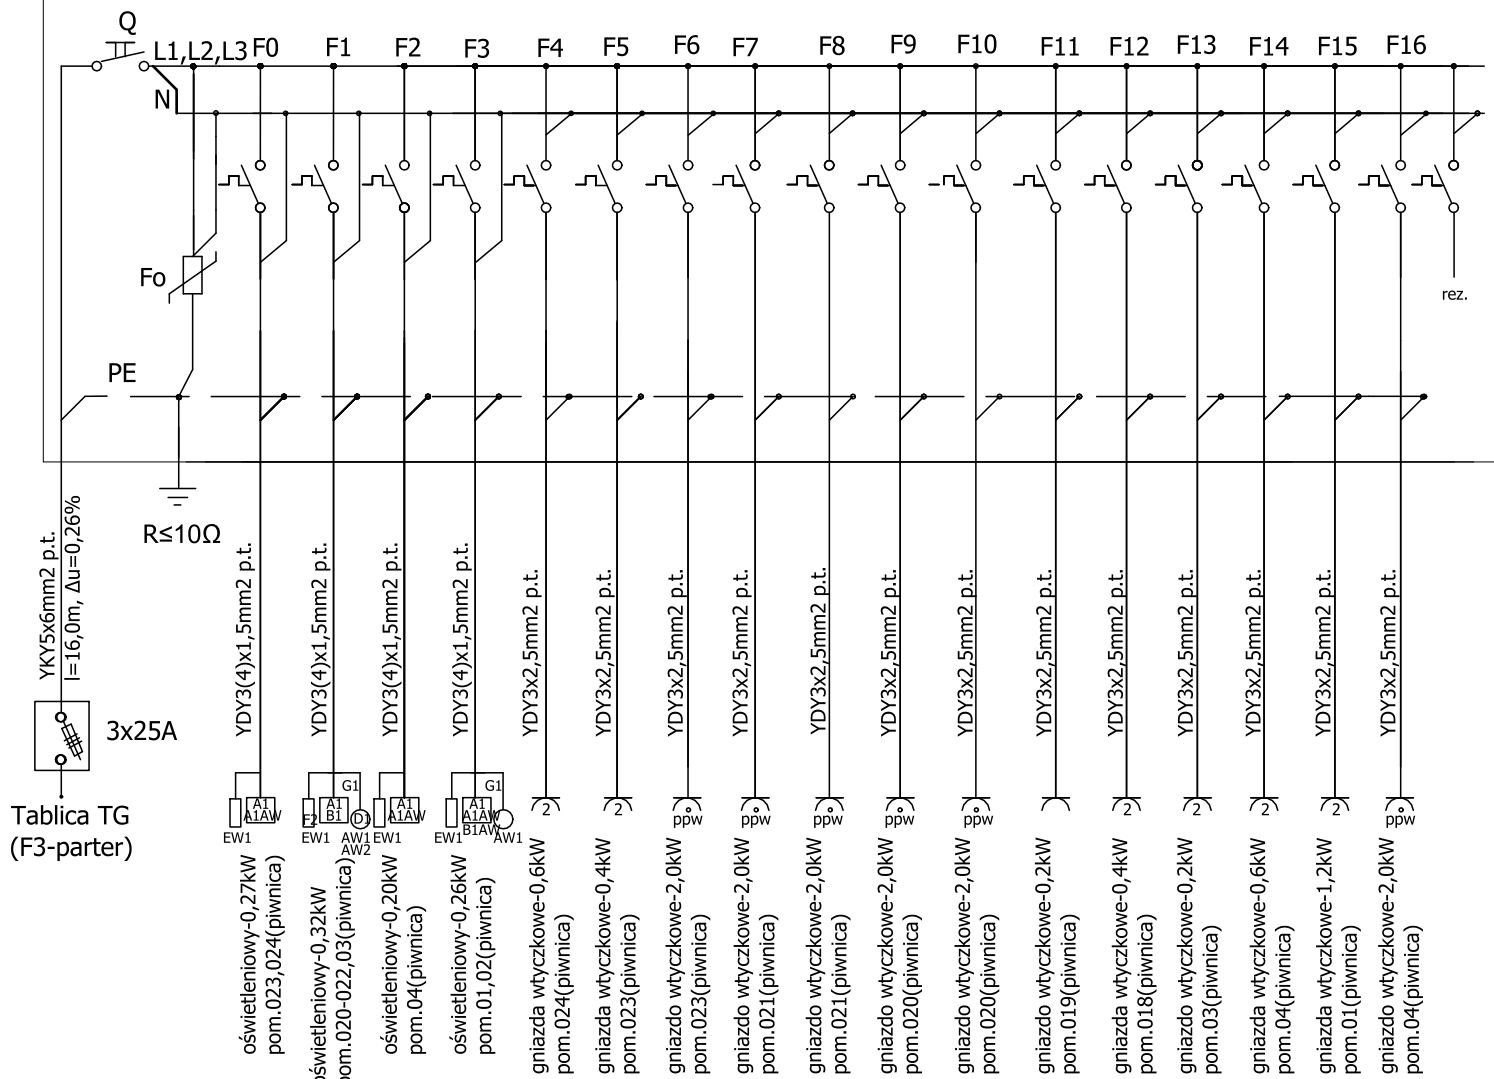 Q
L1,L2,L3
F0
F1
F2
F3
F4
F5
F6
F7
F8
F9
F10
F11
F12
F13
F14
F15
F16
N
Fo
rez.
PE
R≤10Ω
YKY5x6mm2 p.t.
l=16,0m, Δu=0,26%
3x25A
Tablica TG
(F3-parter)
YDY3(4)x1,5mm2 p.t.
YDY3(4)x1,5mm2 p.t.
YDY3(4)x1,5mm2 p.t.
YDY3(4)x1,5mm2 p.t.
YDY3x2,5mm2 p.t.
YDY3x2,5mm2 p.t.
YDY3x2,5mm2 p.t.
YDY3x2,5mm2 p.t.
YDY3x2,5mm2 p.t.
YDY3x2,5mm2 p.t.
YDY3x2,5mm2 p.t.
YDY3x2,5mm2 p.t.
YDY3x2,5mm2 p.t.
YDY3x2,5mm2 p.t.
YDY3x2,5mm2 p.t.
YDY3x2,5mm2 p.t.
YDY3x2,5mm2 p.t.
A1
A1AW
EW1
G1
A1
B1
F2
D1
EW1
AW1
AW2
A1
A1AW
EW1
G1
A1
A1AW
B1AW
EW1
AW1
2
2
ppw
ppw
ppw
ppw
ppw
2
2
2
2
ppw
oświetleniowy-0,27kW
pom.023,024(piwnica)
oświetleniowy-0,32kW
pom.020-022,03(piwnica)
oświetleniowy-0,20kW
pom.04(piwnica)
oświetleniowy-0,26kW
pom.01,02(piwnica)
gniazda wtyczkowe-0,6kW
pom.024(piwnica)
gniazda wtyczkowe-0,4kW
pom.023(piwnica)
gniazdo wtyczkowe-2,0kW
pom.023(piwnica)
gniazdo wtyczkowe-2,0kW
pom.021(piwnica)
gniazdo wtyczkowe-2,0kW
pom.021(piwnica)
gniazdo wtyczkowe-2,0kW
pom.020(piwnica)
gniazdo wtyczkowe-2,0kW
pom.020(piwnica)
gniazdo wtyczkowe-0,2kW
pom.019(piwnica)
gniazda wtyczkowe-0,4kW
pom.018(piwnica)
gniazdo wtyczkowe-0,2kW
pom.03(piwnica)
gniazda wtyczkowe-0,6kW
pom.04(piwnica)
gniazda wtyczkowe-1,2kW
pom.01(piwnica)
gniazdo wtyczkowe-2,0kW
pom.04(piwnica)